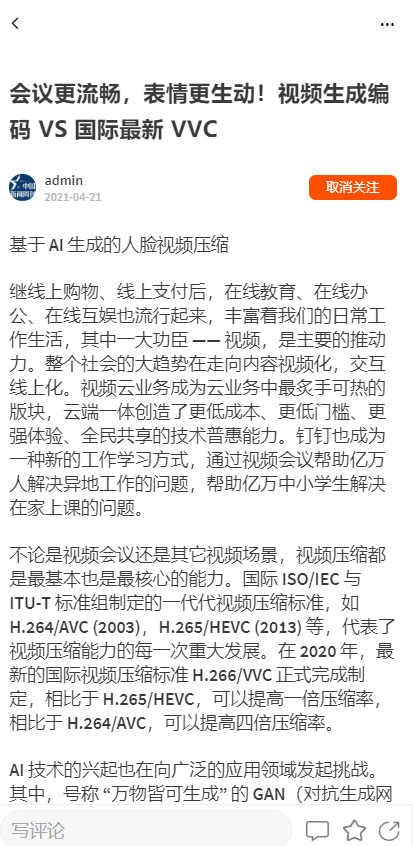 会议更流畅，表情更生动！视频生成编
码 VS 国际最新 VVC
admin
2021-04-21
取消关注
基于 AI 生成的人脸视频压缩
继线上购物、线上支付后，在线教育、在线办
公、在线互娱也流行起来，丰富着我们的日常工
作生活，其中一大功臣 —— 视频，是主要的推动
力。整个社会的大趋势在走向内容视频化，交互
线上化。视频云业务成为云业务中最炙手可热的
版块，云端一体创造了更低成本、更低门槛、更
强体验、全民共享的技术普惠能力。钉钉也成为
一种新的工作学习方式，通过视频会议帮助亿万
人解决异地工作的问题，帮助亿万中小学生解决
在家上课的问题。
不论是视频会议还是其它视频场景，视频压缩都
是最基本也是最核心的能力。国际 ISO/IEC 与
ITU-T 标准组制定的一代代视频压缩标准，如
H.264/AVC (2003)，H.265/HEVC (2013) 等，代表了
视频压缩能力的每一次重大发展。在 2020 年，最
新的国际视频压缩标准 H.266/VVC 正式完成制
定，相比于 H.265/HEVC，可以提高一倍压缩率，
相比于 H.264/AVC，可以提高四倍压缩率。
AI 技术的兴起也在向广泛的应用领域发起挑战。
其中，号称 “万物皆可生成” 的 GAN（对抗生成网
写评论